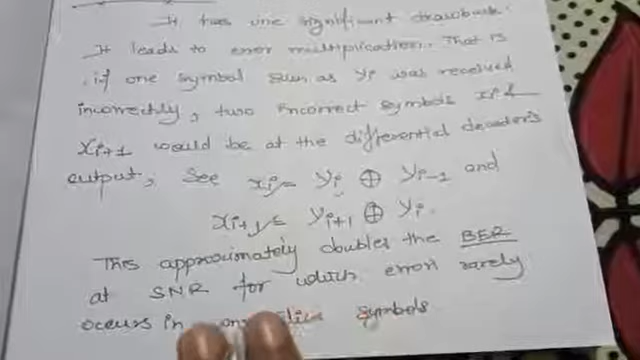 It has one significant drawback.
It leads to error multiplication. That is
, if one symbol such as yi was received
incorrectly, two incorrect symbols xi &
xi+1 would be at the differential decoder's
output, See xi = yi ⊕ yi-1 and
xi+1 = yi+1 ⊕ yi.
This approximately doubles the BER
at SNR for which error rarely
occurs in symbols